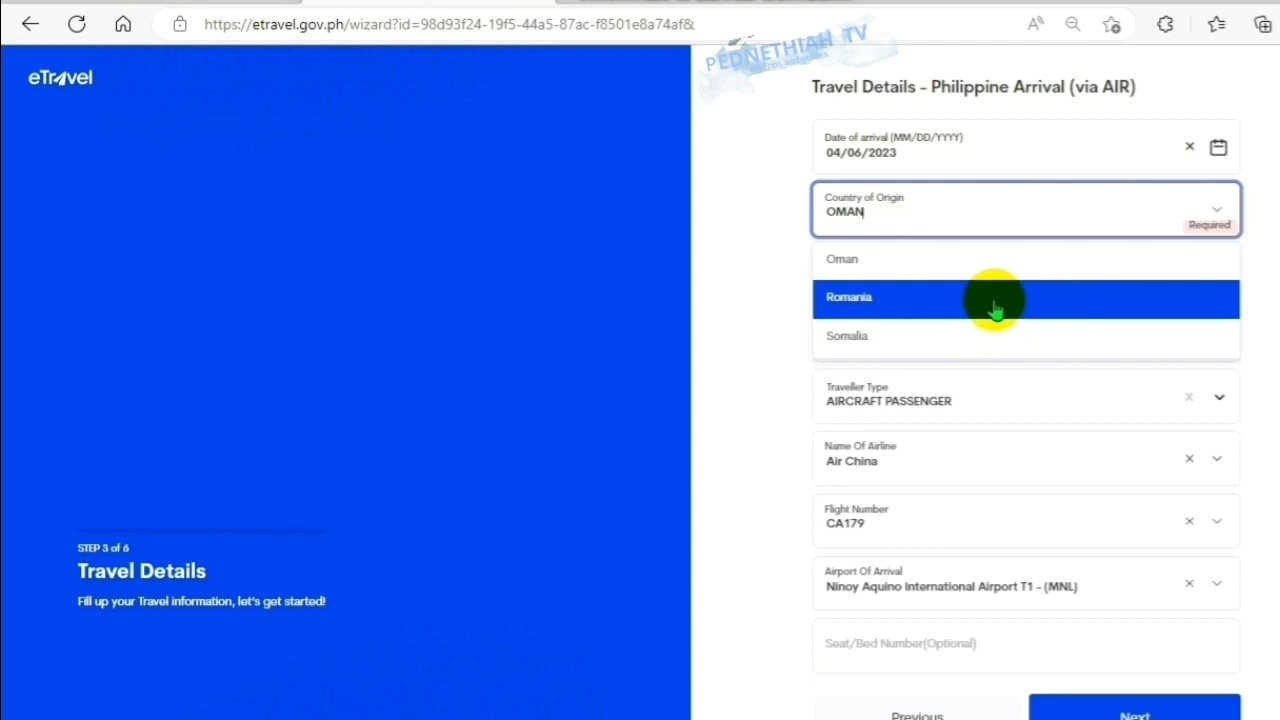 https://etravel.gov.ph/wizard?id=98d93f24-19f5-44a5-87ac-f8501e8a74af&
PEDNETHIAH TV
eTravel
Travel Details - Philippine Arrival (via AIR)
Date of arrival (MM/DD/YYYY)
04/06/2023
Country of Origin
OMAN
Required
Oman
Romania
Somalia
Traveller Type
AIRCRAFT PASSENGER
Name Of Airline
Air China
Flight Number
CA179
Airport Of Arrival
Ninoy Aquino International Airport T1 - (MNL)
Seat/Bed Number(Optional)
STEP 3 of 6
Travel Details
Fill up your Travel information, let's get started!
Previous
Next